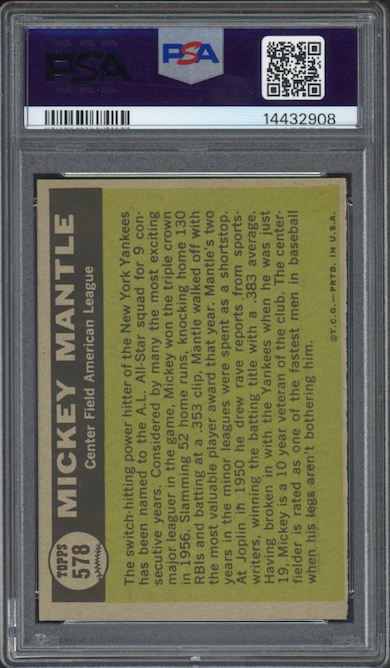 PSA
PSA
14432908
TOPPS
578
MICKEY MANTLE
Center Field American League
The switch-hitting power hitter of the New York Yankees
has been named to the A.L. All-Star squad for 9 con-
secutive years. Considered by many the most exciting
major leaguer in the game, Mickey won the triple crown
in 1956. Slamming 52 home runs, knocking home 130
RBIs and batting at a .353 clip, Mantle walked off with
the most valuable player award that year. Mantle's two
years in the minor leagues were spent as a shortstop.
At Joplin in 1950 he drew rave reports from sports-
writers, winning the batting title with a .383 average.
Having broken in with the Yankees when he was just
19, Mickey is a 10 year veteran of the club. The center-
fielder is rated as one of the fastest men in baseball
when his legs aren't bothering him.
©T.C.G.—PRTD. IN U.S.A.